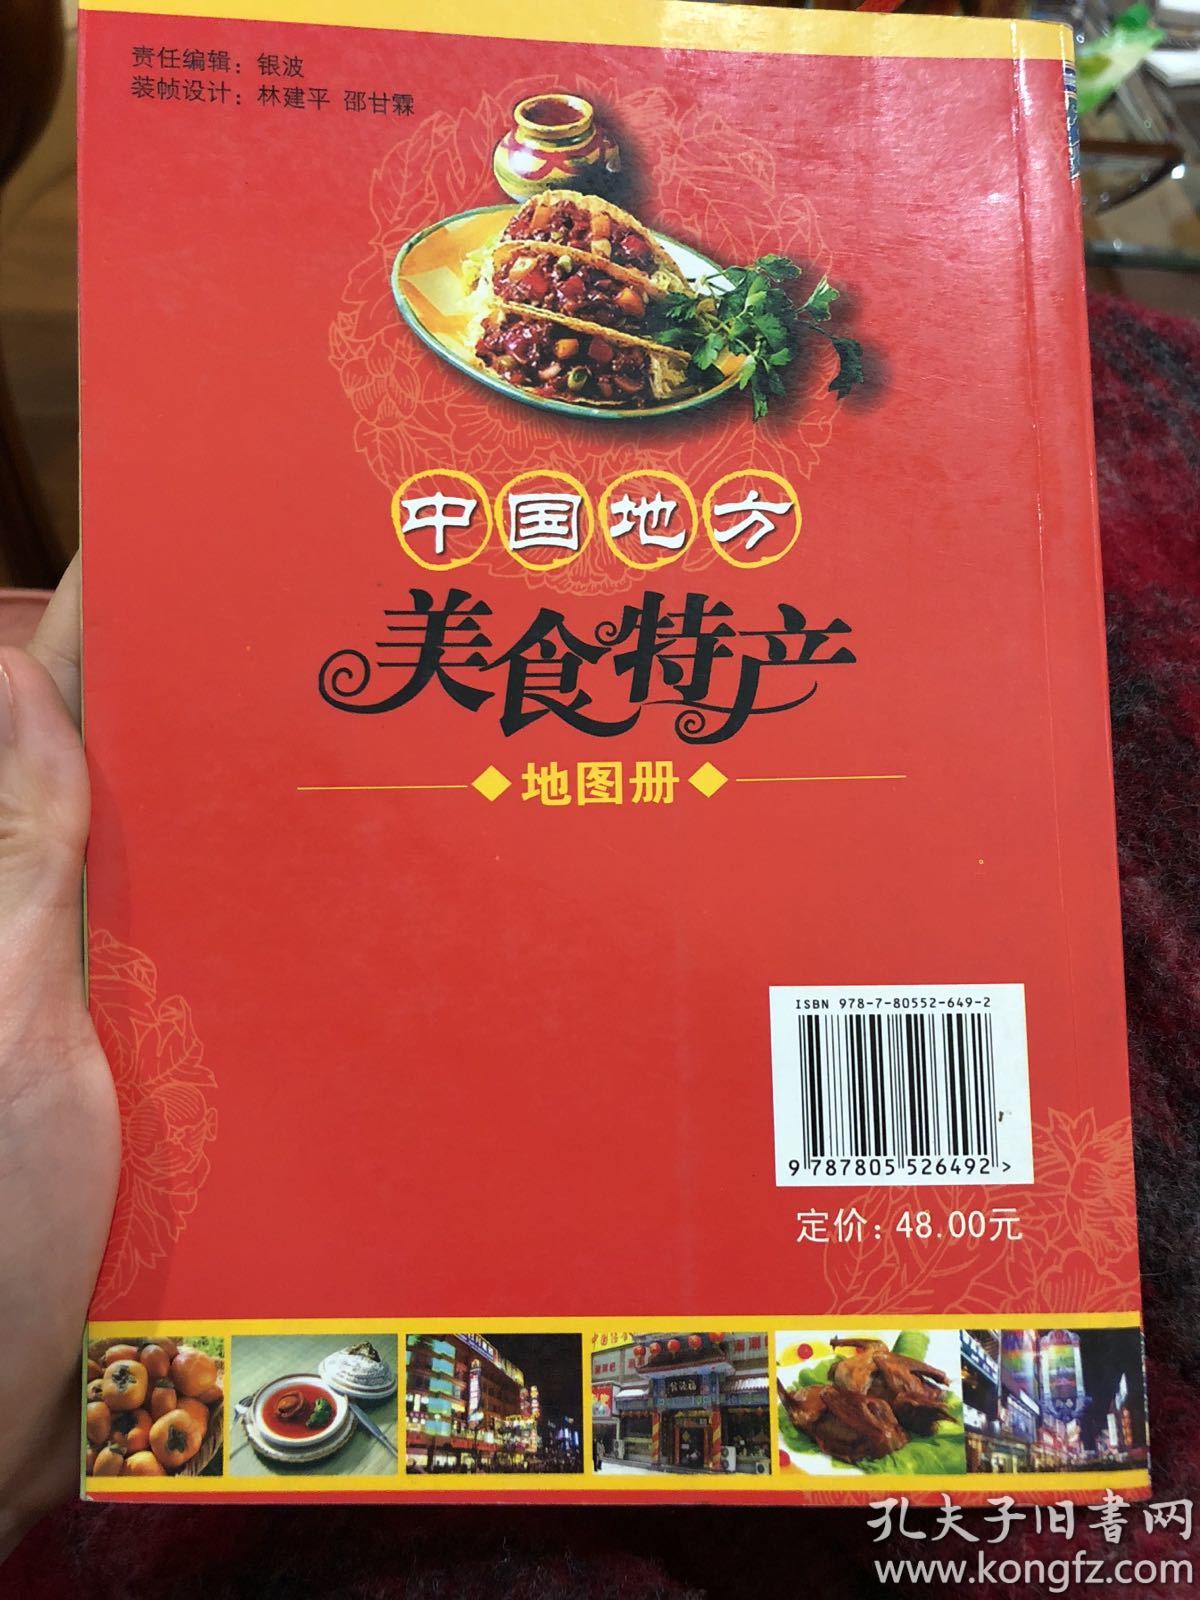 责任编辑：银波
装帧设计：林建平 邵甘霖
中国地方
美食特产
地图册
ISBN 978-7-80552-649-2
9 787805 526492 >
定价：48.00元
孔夫子旧书网
www.kongfz.com